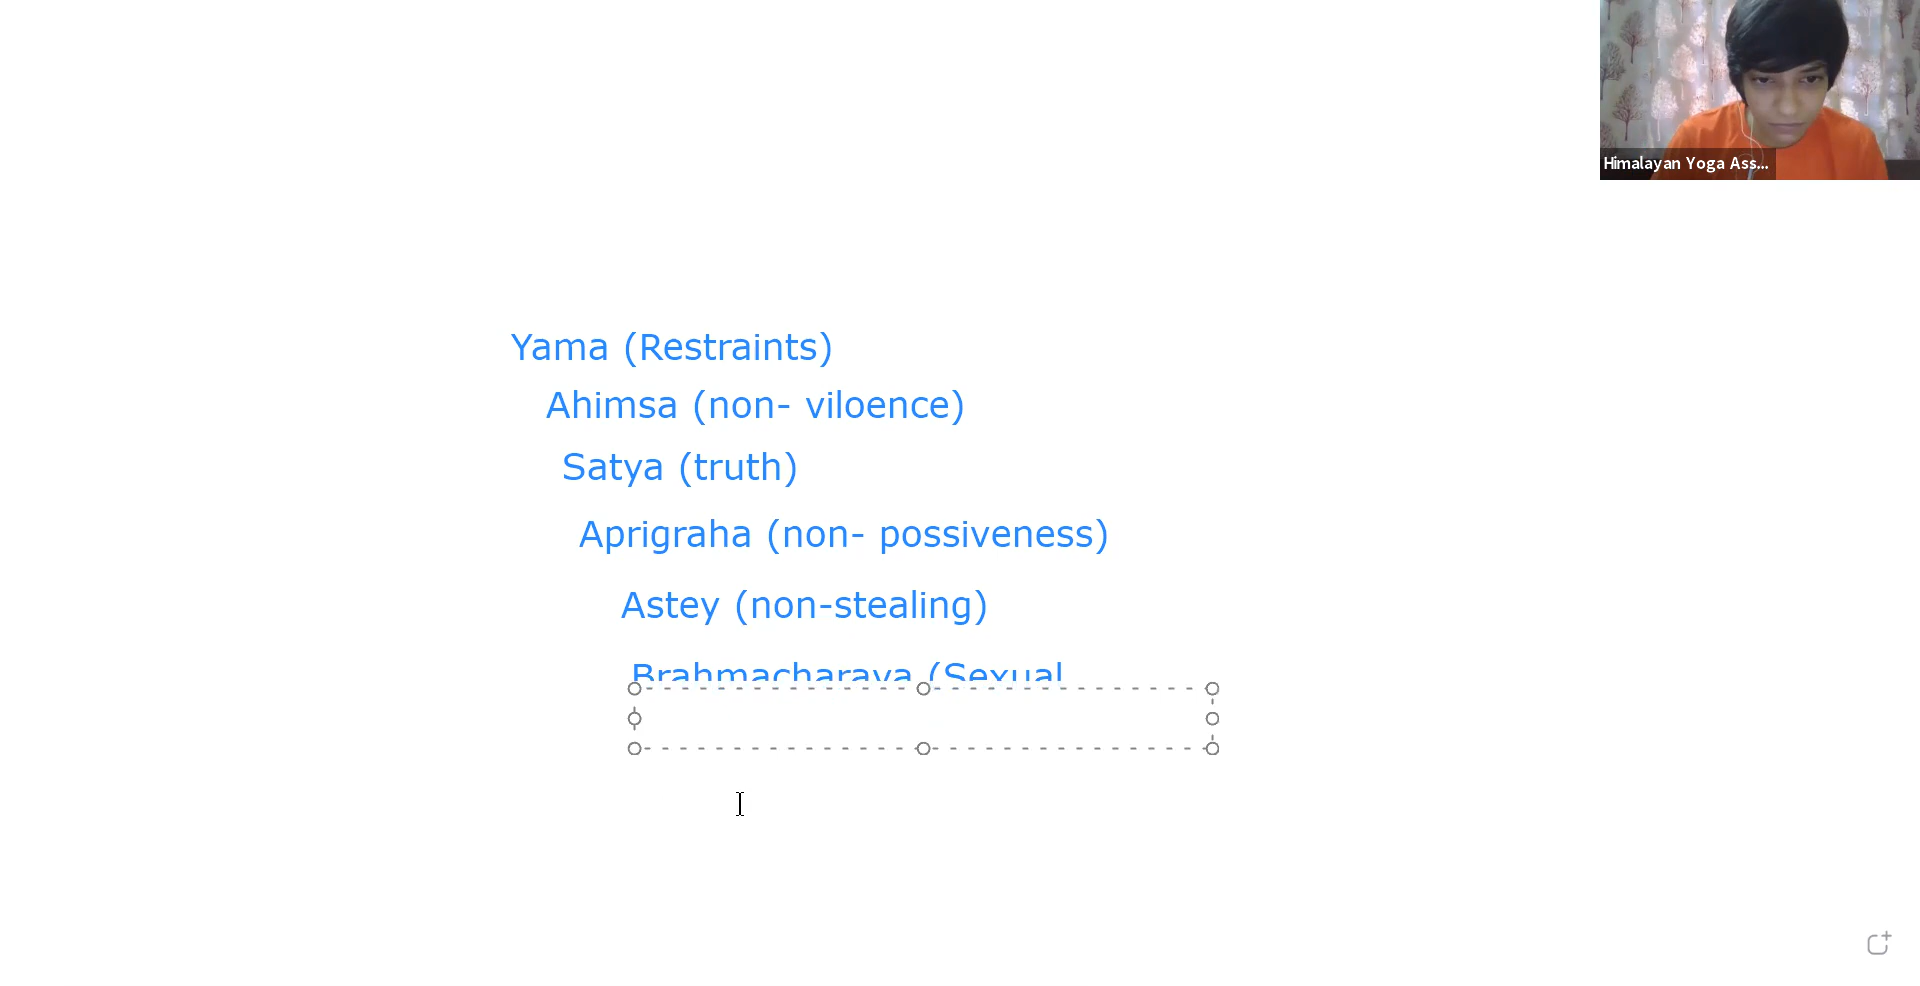 Himalayan Yoga Ass...
Yama (Restraints)
Ahimsa (non- viloence)
Satya (truth)
Aprigraha (non- possiveness)
Astey (non-stealing)
Brahmacharaya (Sexual